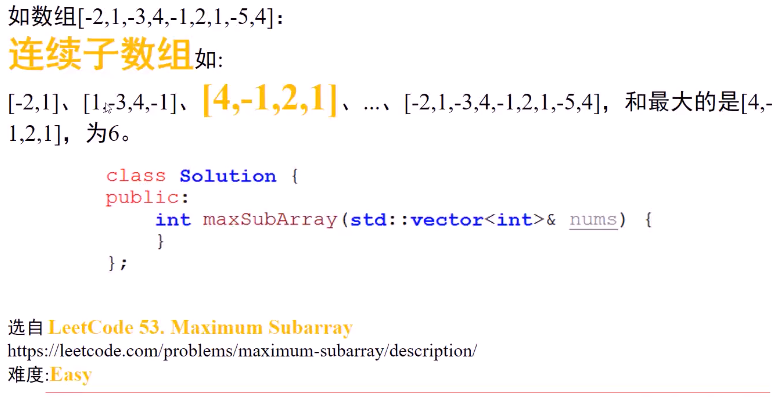 如数组[-2,1,-3,4,-1,2,1,-5,4]：
连续子数组如:
[-2,1]、[1,-3,4,-1]、[4,-1,2,1]、...、[-2,1,-3,4,-1,2,1,-5,4]，和最大的是[4,-
1,2,1]，为6。
class Solution {
public:
    int maxSubArray(std::vector<int>& nums) {
    }
};
选自 LeetCode 53. Maximum Subarray
https://leetcode.com/problems/maximum-subarray/description/
难度:Easy